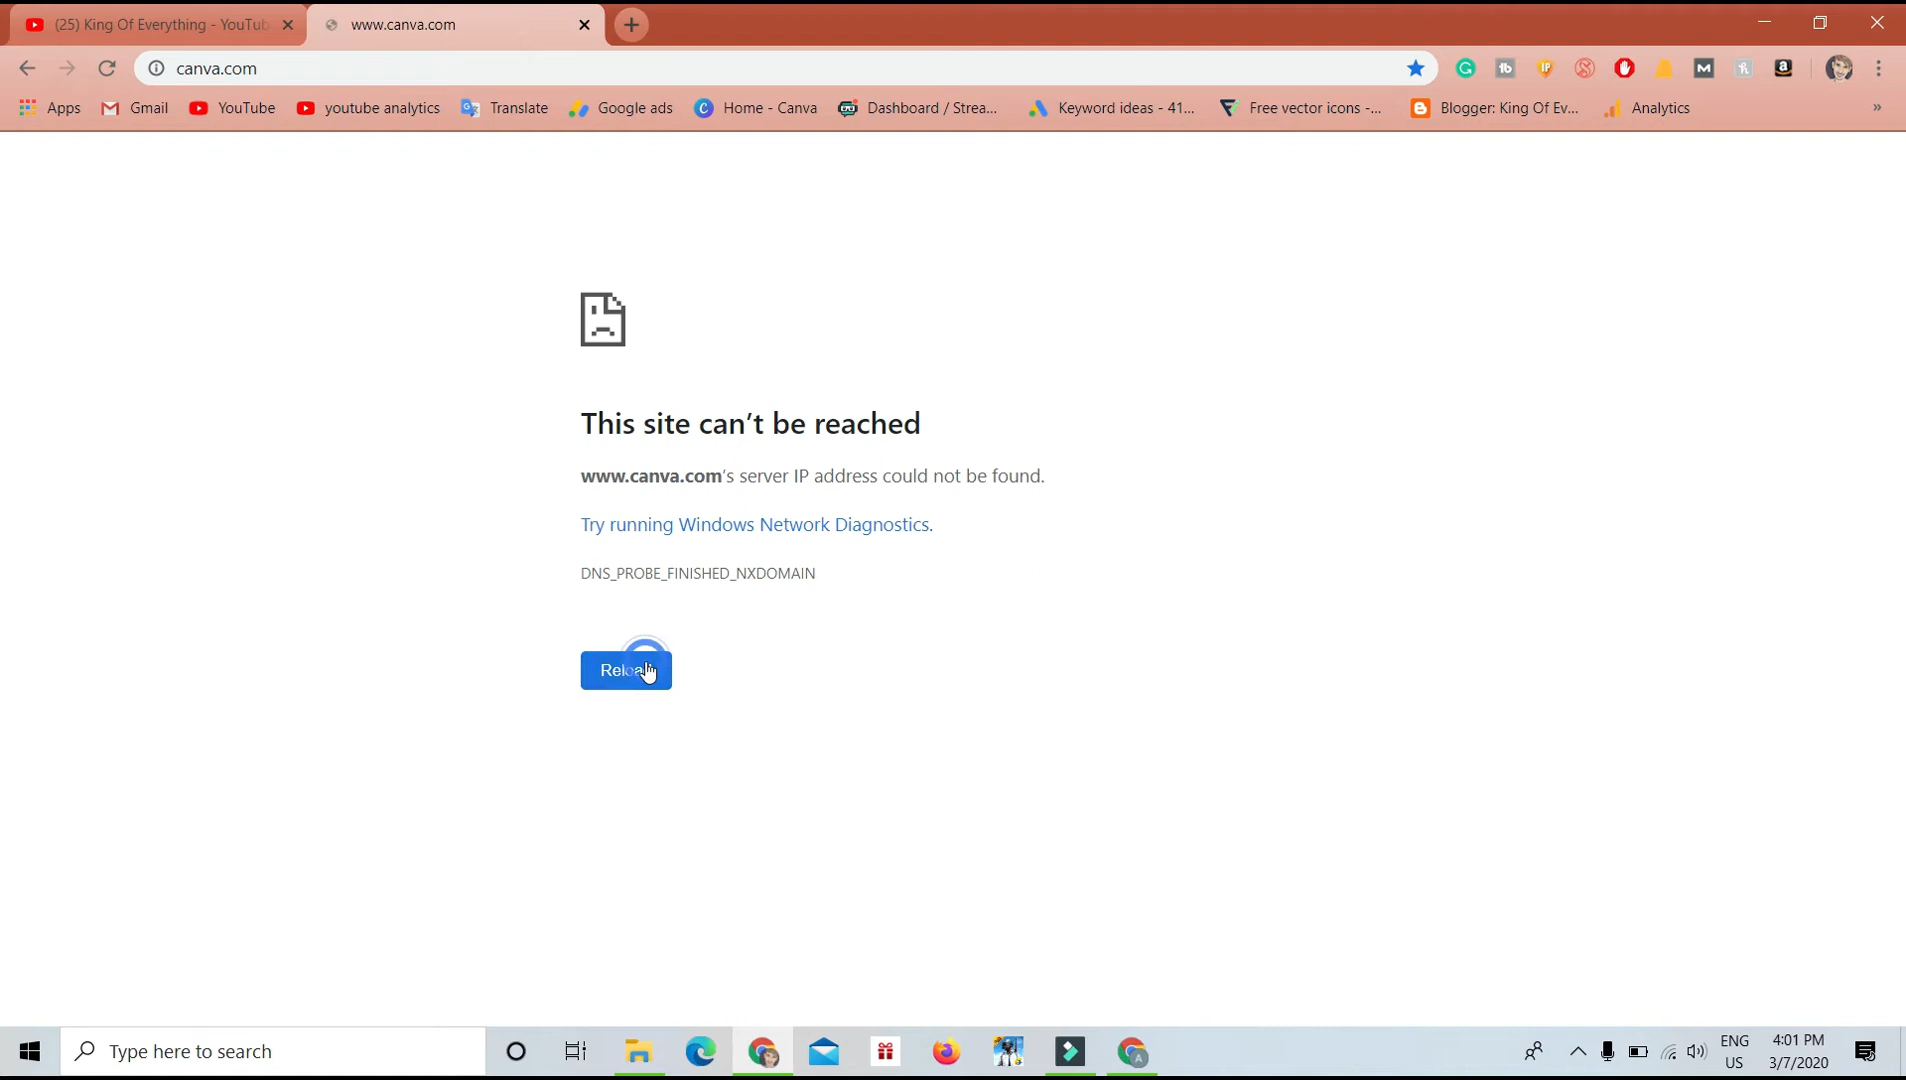 (25) King Of Everything - YouTub
www.canva.com
canva.com
Apps
Gmail
YouTube
youtube analytics
Translate
Google ads
Home - Canva
Dashboard / Strea...
Keyword ideas - 41...
Free vector icons -...
Blogger: King Of Ev...
Analytics
»
This site can’t be reached
www.canva.com’s server IP address could not be found.
Try running Windows Network Diagnostics.
DNS_PROBE_FINISHED_NXDOMAIN
Type here to search
ENG
US
4:01 PM
3/7/2020